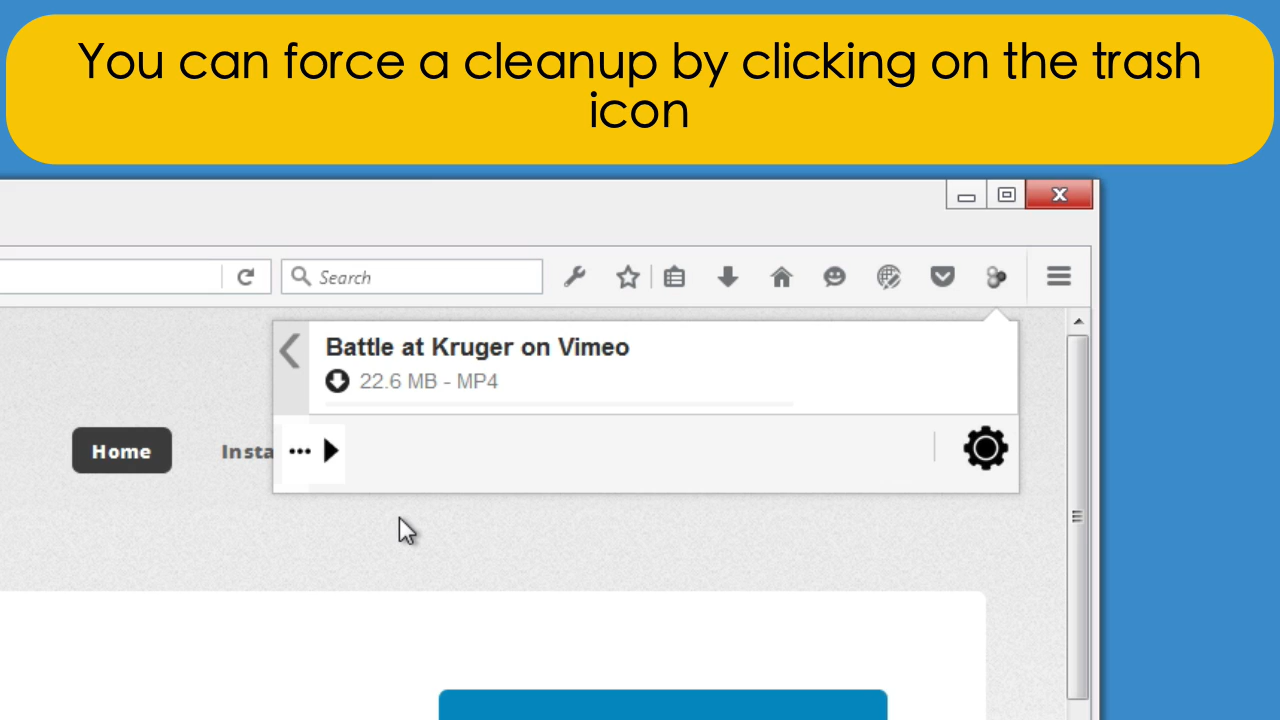 You can force a cleanup by clicking on the trash
icon
Search
Battle at Kruger on Vimeo
22.6 MB - MP4
Home
Insta